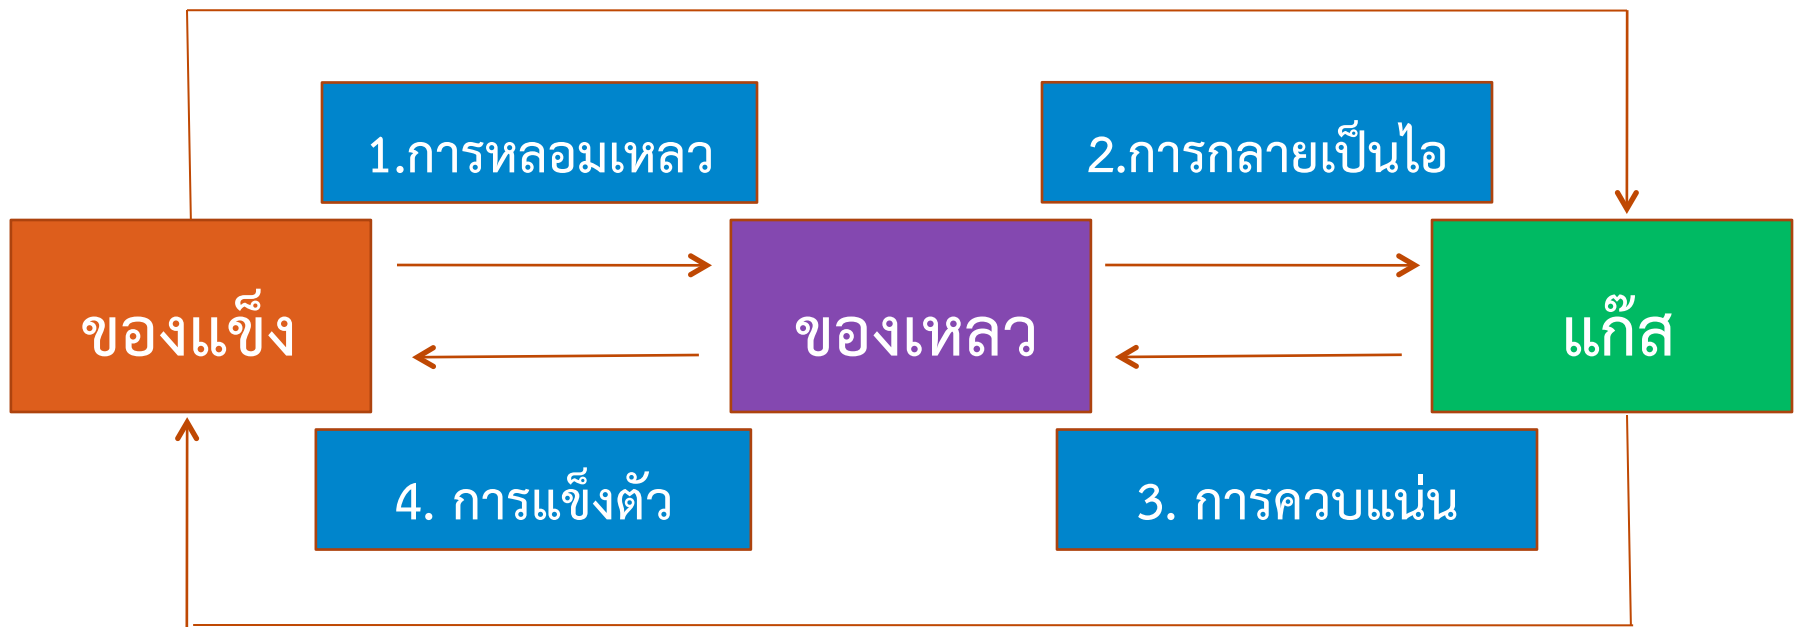 1.การหลอมเหลว
2.การกลายเป็นไอ
ของแข็ง
ของเหลว
แก๊ส
4. การแข็งตัว
3. การควบแน่น